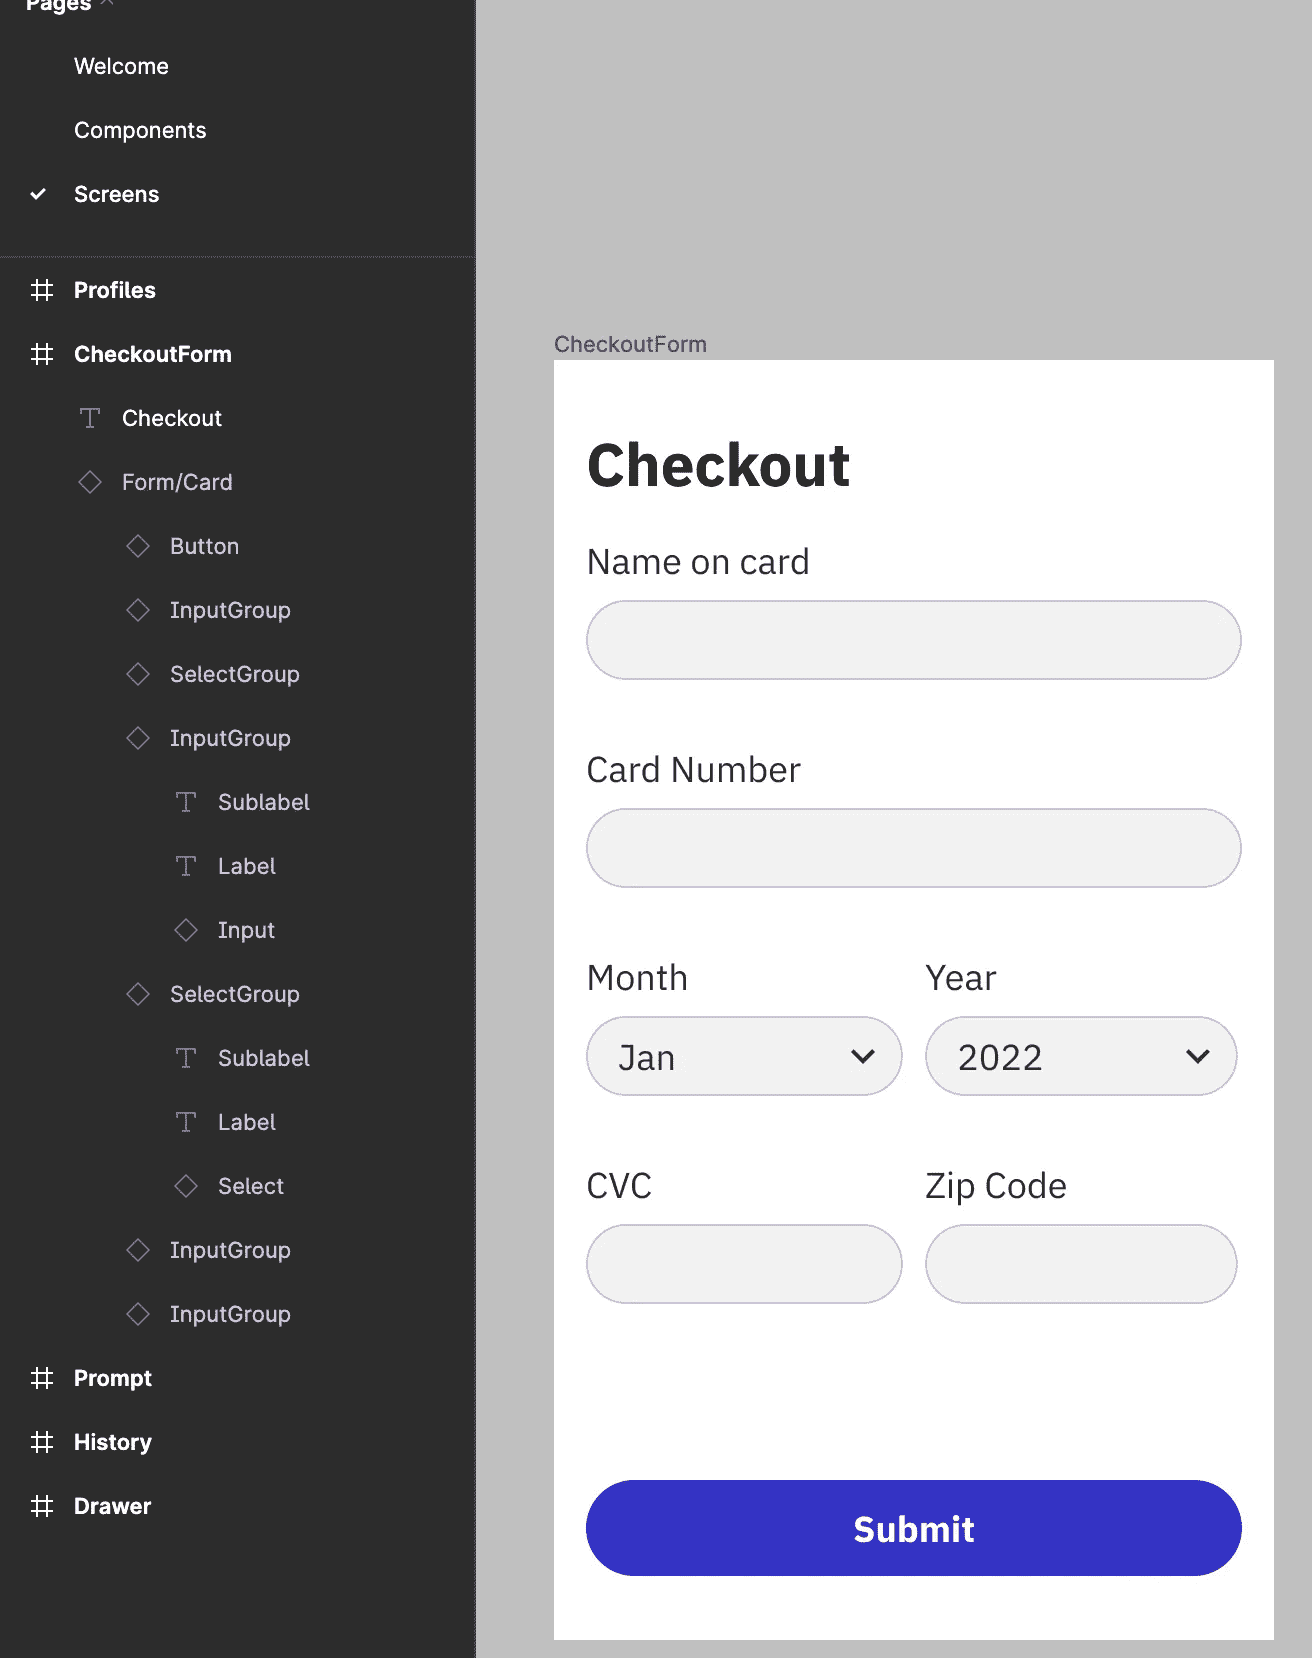 Pages
Welcome
Components
Screens
Profiles
CheckoutForm
Checkout
Form/Card
Button
InputGroup
SelectGroup
InputGroup
Sublabel
Label
Input
SelectGroup
Sublabel
Label
Select
InputGroup
InputGroup
Prompt
History
Drawer
CheckoutForm
Checkout
Name on card
Card Number
Month Year
Jan 2022
CVC Zip Code
Submit